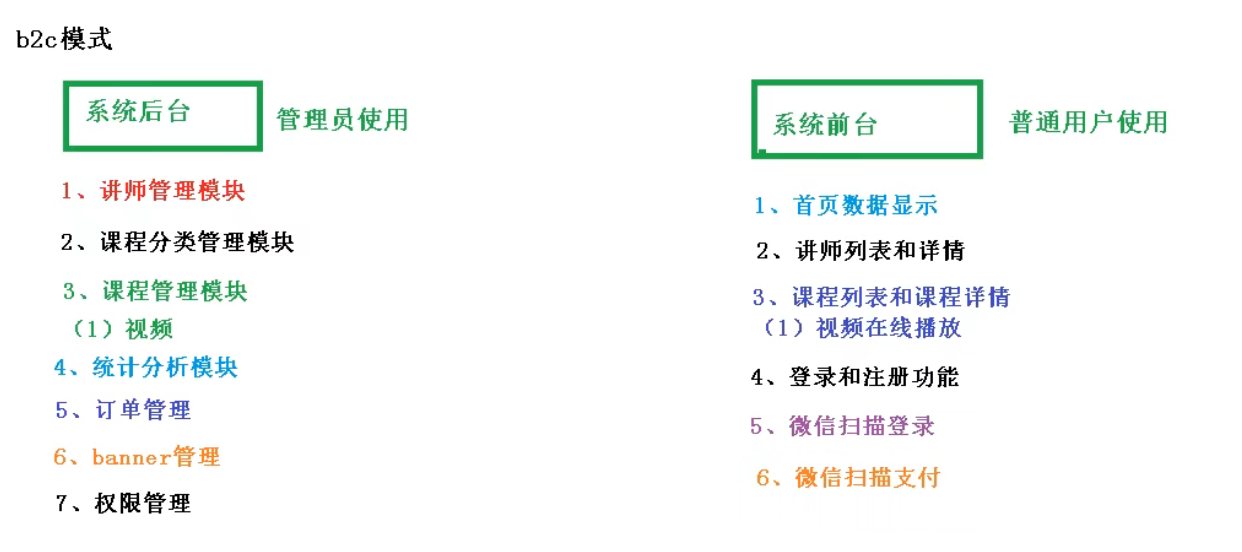 b2c模式
系统后台
管理员使用
1、讲师管理模块
2、课程分类管理模块
3、课程管理模块
（1）视频
4、统计分析模块
5、订单管理
6、banner管理
7、权限管理
系统前台
普通用户使用
1、首页数据显示
2、讲师列表和详情
3、课程列表和课程详情
（1）视频在线播放
4、登录和注册功能
5、微信扫描登录
6、微信扫描支付